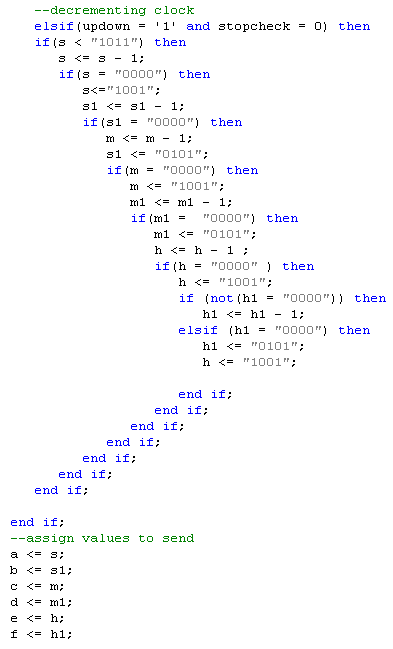 --decrementing clock
elsif(updown = '1' and stopcheck = 0) then
if(s < "1011") then
s <= s - 1;
if(s = "0000") then
s<="1001";
s1 <= s1 - 1;
if(s1 = "0000") then
m <= m - 1;
s1 <= "0101";
if(m = "0000") then
m <= "1001";
m1 <= m1 - 1;
if(m1 =  "0000") then
m1 <= "0101";
h <= h - 1 ;
if(h = "0000" ) then
h <= "1001";
if (not(h1 = "0000")) then
h1 <= h1 - 1;
elsif (h1 = "0000") then
h1 <= "0101";
h <= "1001";
end if;
end if;
end if;
end if;
end if;
end if;
end if;
end if;
--assign values to send
a <= s;
b <= s1;
c <= m;
d <= m1;
e <= h;
f <= h1;